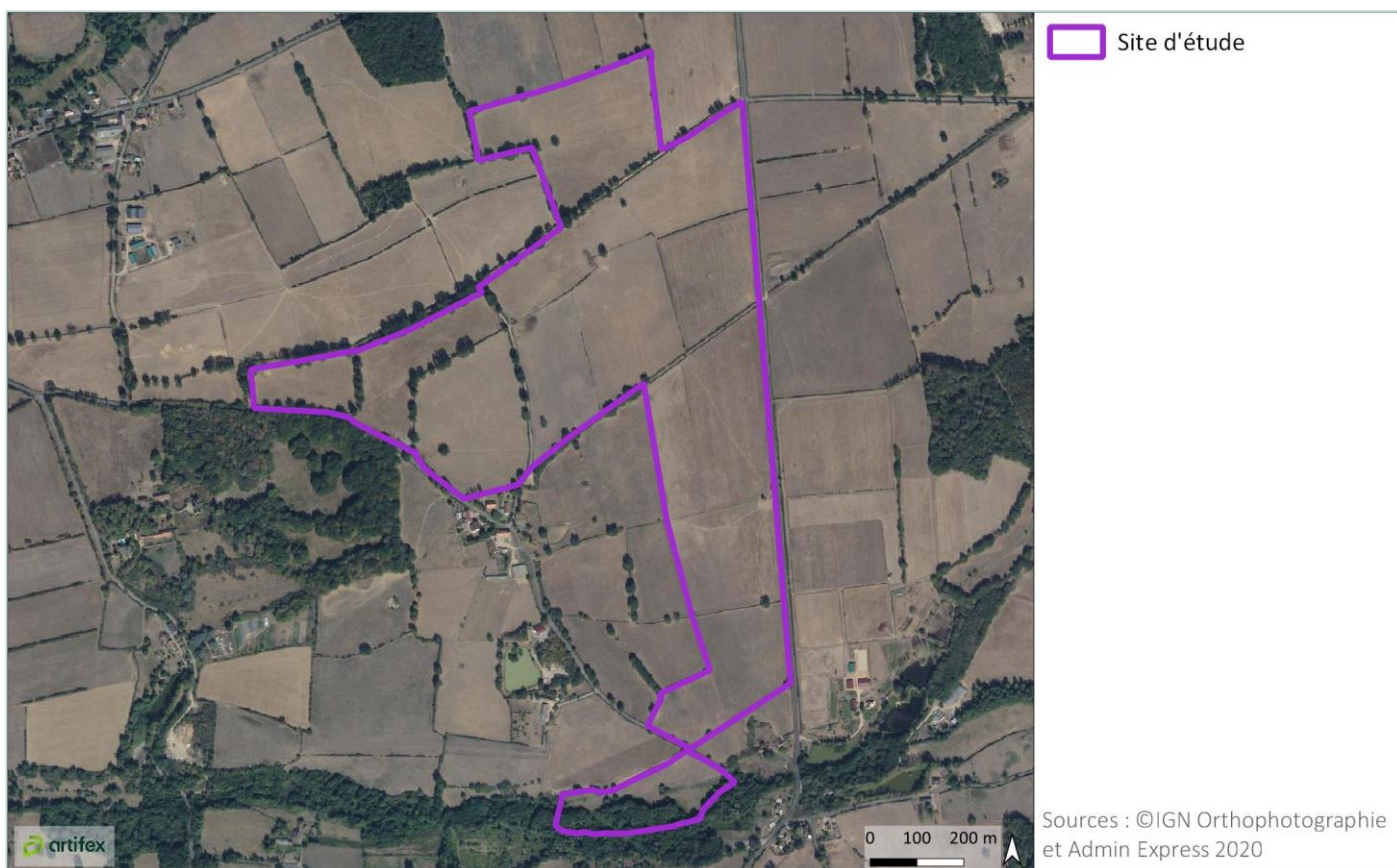 Site d'étude
artifex
0 100 200 m
Sources : ©IGN Orthophotographie
et Admin Express 2020